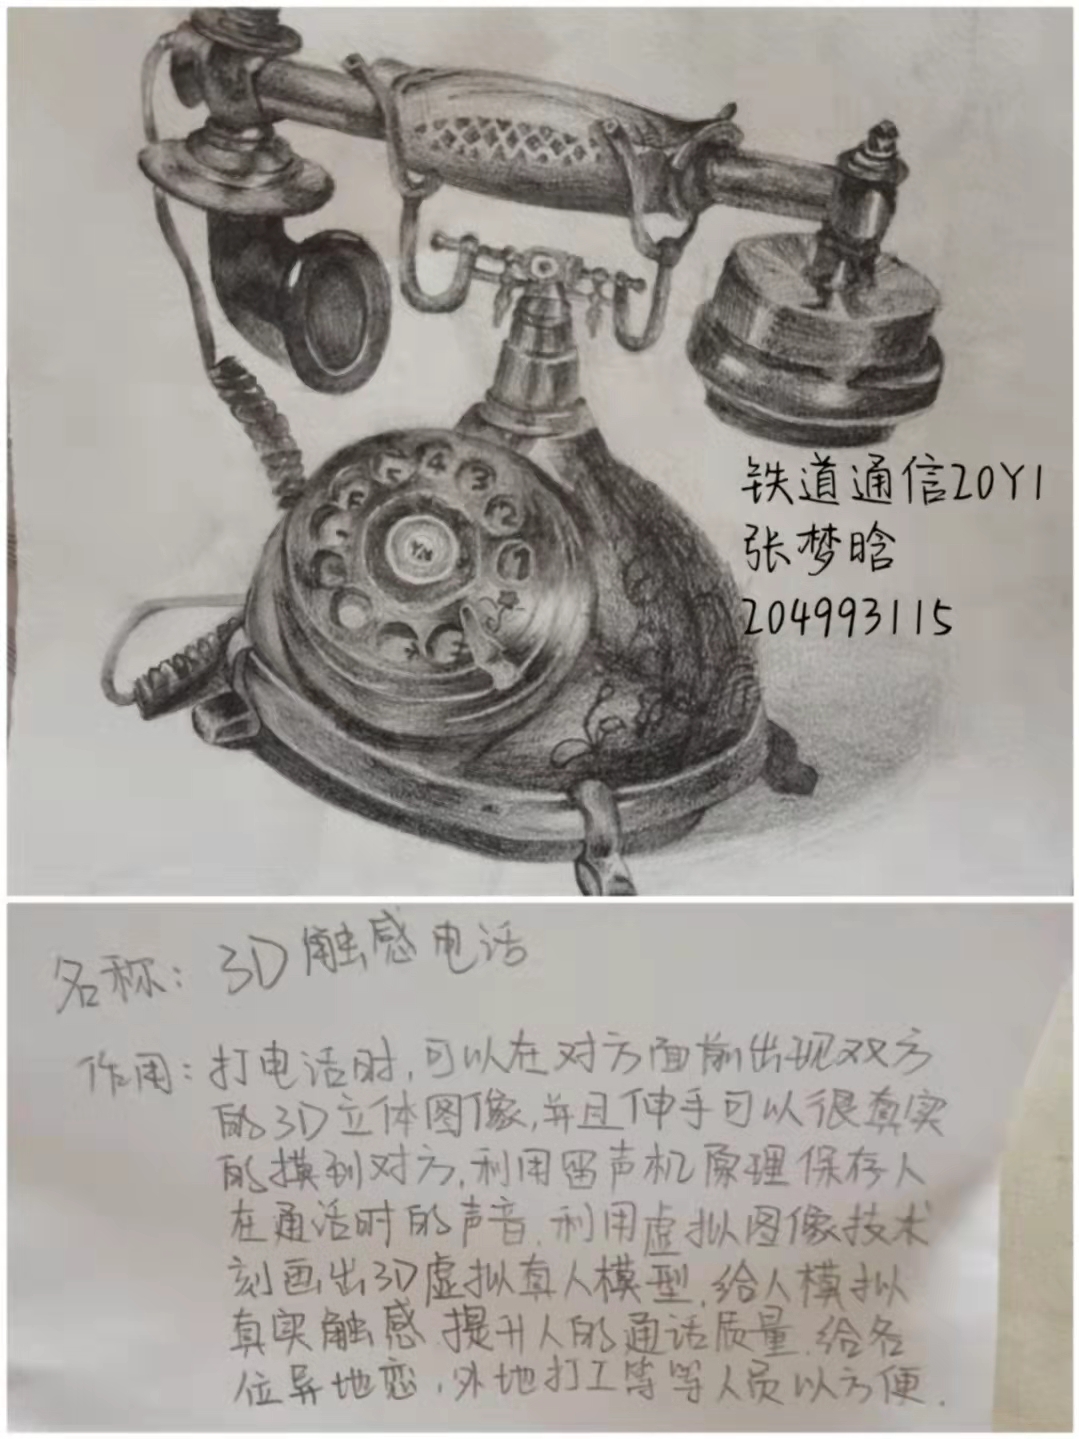 铁道通信20Y1
张梦晗
204993115
4
3
2
1
名称：3D触感电话
作用：打电话时，可以在对方面前出现双方
的3D立体图像，并且伸手可以很真实
的摸到对方，利用留声机原理保存人
在通话时的声音，利用虚拟图像技术
刻画出3D虚拟真人模型，给人模拟
真实触感 提升人的通话质量，给各
位异地恋，外地打工等等人员以方便.